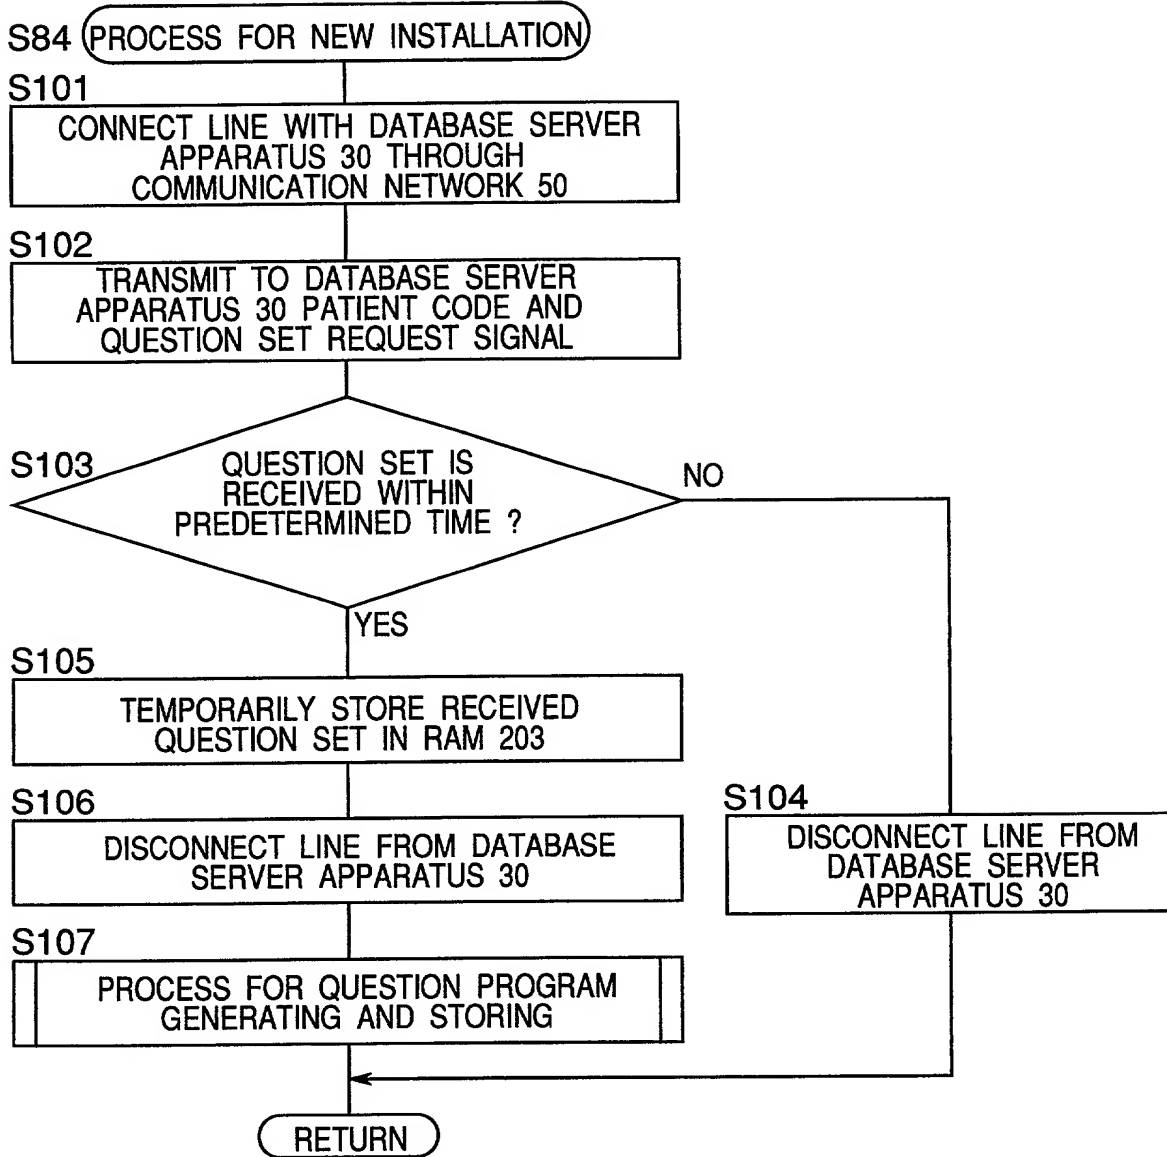 S84 PROCESS FOR NEW INSTALLATION
S101
CONNECT LINE WITH DATABASE SERVER
APPARATUS 30 THROUGH
COMMUNICATION NETWORK 50
S102
TRANSMIT TO DATABASE SERVER
APPARATUS 30 PATIENT CODE AND
QUESTION SET REQUEST SIGNAL
S103
QUESTION SET IS
RECEIVED WITHIN
PREDETERMINED TIME ?
NO
YES
S105
TEMPORARILY STORE RECEIVED
QUESTION SET IN RAM 203
S106
DISCONNECT LINE FROM DATABASE
SERVER APPARATUS 30
S104
DISCONNECT LINE FROM
DATABASE SERVER
APPARATUS 30
S107
PROCESS FOR QUESTION PROGRAM
GENERATING AND STORING
RETURN